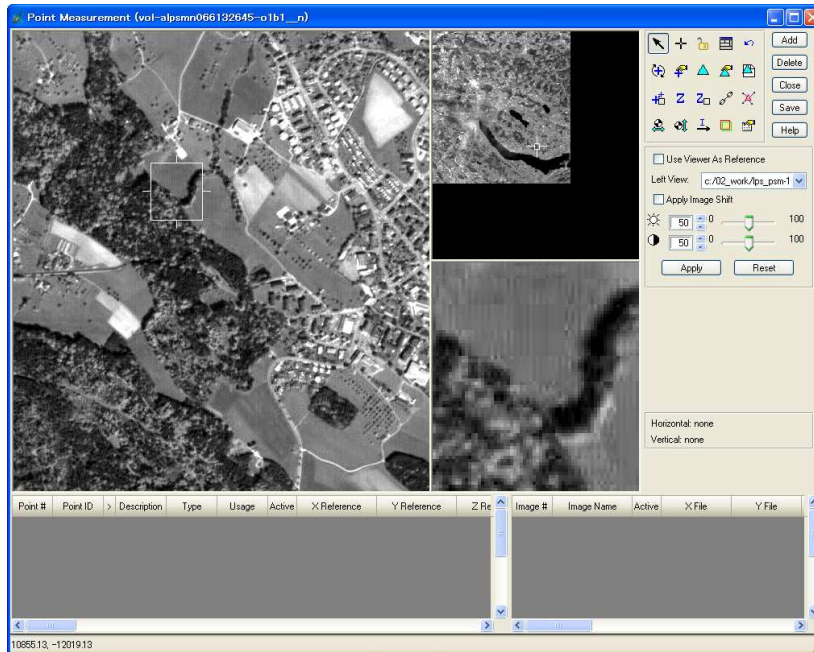 Point Measurement (vol-alpsmn066132645-o1b1__n)
Add
Delete
Close
Save
Help
Use Viewer As Reference
Left View: c:/02_work/lps_psm-1
Apply Image Shift
50 0 100
50 0 100
Apply Reset
Horizontal: none
Vertical: none
Point # Point ID > Description Type Usage Active X Reference Y Reference Z Re
Image # Image Name Active X File Y File
10855.13, -12019.13